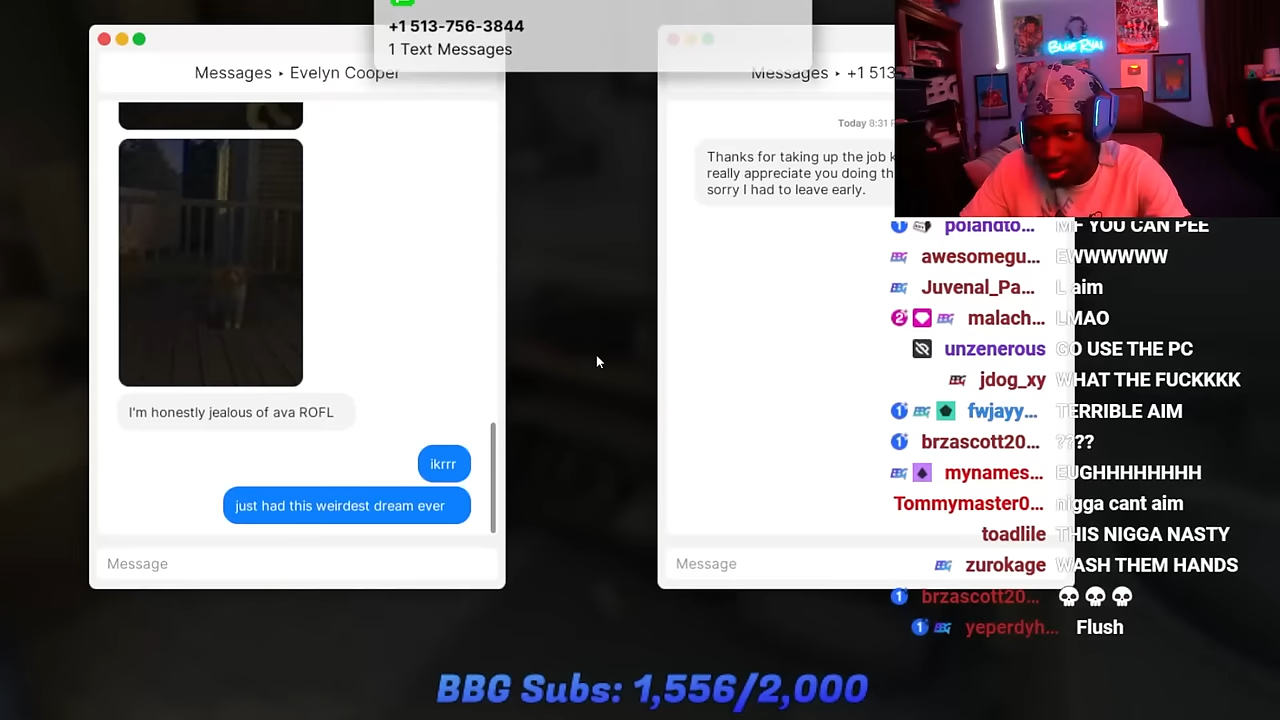 +1 513-756-3844
1 Text Messages
Messages ‣ Evelyn Cooper
I'm honestly jealous of ava ROFL
ikrrr
just had this weirdest dream ever
Message
Messages ‣ +1 513
Today 8:31
Thanks for taking up the job
really appreciate you doing
sorry I had to leave early.
Message
BLUE
polandto... MF YOU CAN PEE
awesomegu... EWWWWWW
Juvenal_Pa... L aim
malach... LMAO
unzenerous GO USE THE PC
jdog_xy WHAT THE FUCKKKK
fwjayy... TERRIBLE AIM
brzascott20... ????
mynames... EUGHHHHHHHH
Tommymaster0... nigga cant aim
toadlile THIS NIGGA NASTY
zurokage WASH THEM HANDS
brzascott20... 💀💀💀
yeperdyh... Flush
BBG Subs: 1,556/2,000